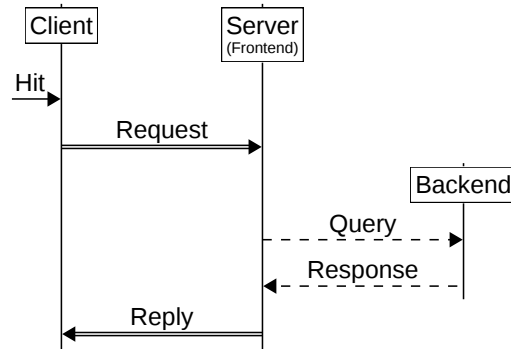 Client
Server
(Frontend)
Hit
Request
Backend
Query
Response
Reply